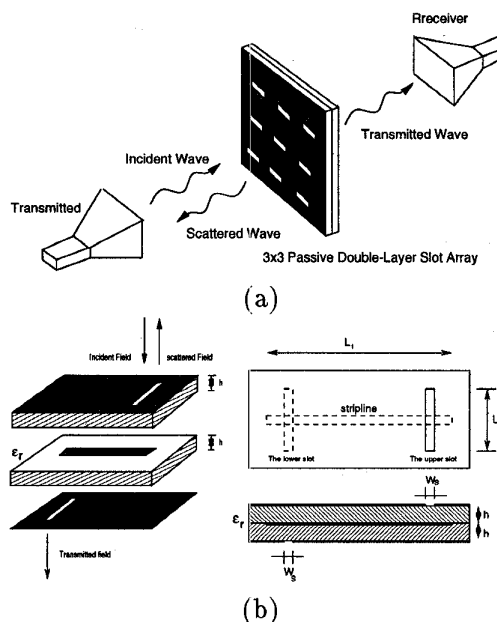 Rreceiver
Transmitted Wave
Incident Wave
Transmitted
Scattered Wave
3x3 Passive Double-Layer Slot Array
(a)
Incident Field
scattered Field
h
h
εr
Transmitted field
L1
stripline
L
The lower slot
The upper slot
Ws
εr
h
h
Ws
(b)